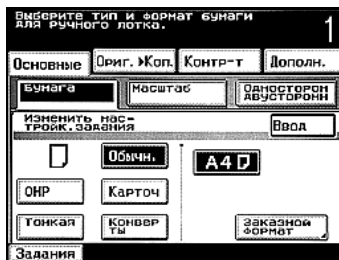 Выберите тип и формат бумаги
для ручного лотка.
1
Основные
Ориг.→Коп.
Контр-т
Дополн.
Бумага
Масштаб
Односторон
двусторонн
Изменить нас-
тройк.задания
Ввод
Обычн.
A4
OHP
Карточ
Тонкая
Конвер
ты
Заказной
формат
Задания